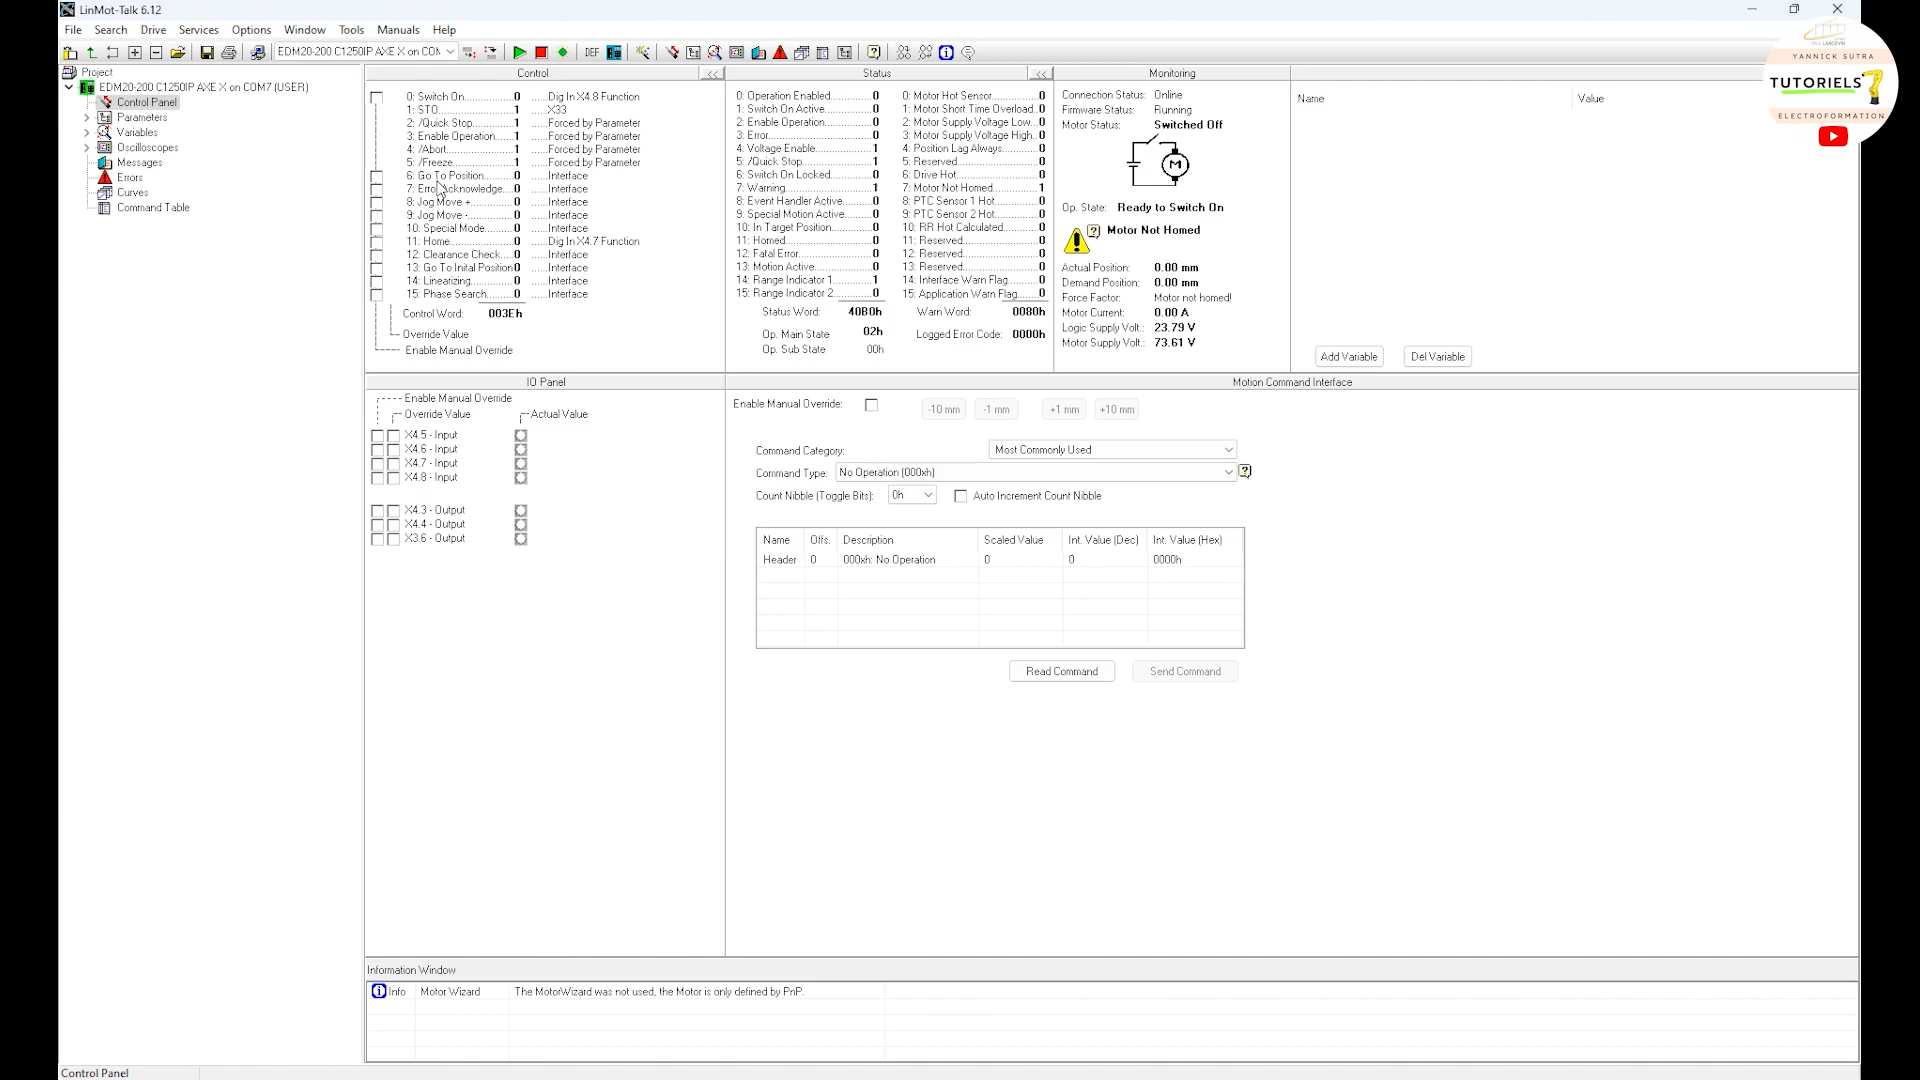 LinMot-Talk 6.12
File Search Drive Services Options Window Tools Manuals Help
EDM20-200 C1250IP AXE X on COM
DEF
YANNICK SUTRA
TUTORIELS
ELECTROFORMATION
Project
EDM20-200 C1250IP AXE X on COM7 (USER)
Control Panel
Parameters
Variables
Oscilloscopes
Messages
Errors
Curves
Command Table
Control
0: Switch On 0 Dig In X4.8 Function
1: STO 1 X33
2: /Quick Stop 1 Forced by Parameter
3: Enable Operation 1 Forced by Parameter
4: /Abort 1 Forced by Parameter
5: /Freeze 1 Forced by Parameter
6: Go To Position 0 Interface
7: Error Acknowledge 0 Interface
8: Jog Move + 0 Interface
9: Jog Move - 0 Interface
10: Special Mode 0 Interface
11: Home 0 Dig In X4.7 Function
12: Clearance Check 0 Interface
13: Go To Inital Position 0 Interface
14: Linearizing 0 Interface
15: Phase Search 0 Interface
Control Word: 003Eh
Override Value
Enable Manual Override
Status
0: Operation Enabled 0
1: Switch On Active 0
2: Enable Operation 0
3: Error 0
4: Voltage Enable 1
5: /Quick Stop 1
6: Switch On Locked 0
7: Warning 1
8: Event Handler Active 0
9: Special Motion Active 0
10: In Target Position 0
11: Homed 0
12: Fatal Error 0
13: Motion Active 0
14: Range Indicator 1 1
15: Range Indicator 2 0
Status Word: 40B0h
Op. Main State 02h
Op. Sub State 00h
0: Motor Hot Sensor 0
1: Motor Short Time Overload 0
2: Motor Supply Voltage Low 0
3: Motor Supply Voltage High 0
4: Position Lag Always 0
5: Reserved 0
6: Drive Hot 0
7: Motor Not Homed 1
8: PTC Sensor 1 Hot 0
9: PTC Sensor 2 Hot 0
10: RR Hot Calculated 0
11: Reserved 0
12: Reserved 0
13: Reserved 0
14: Interface Warn Flag 0
15: Application Warn Flag 0
Warn Word: 0080h
Logged Error Code: 0000h
Monitoring
Connection Status: Online
Firmware Status: Running
Motor Status: Switched Off
M
Op. State: Ready to Switch On
Motor Not Homed
Actual Position: 0.00 mm
Demand Position: 0.00 mm
Force Factor: Motor not homed!
Motor Current: 0.00 A
Logic Supply Volt.: 23.79 V
Motor Supply Volt.: 73.61 V
Name Value
Add Variable Del Variable
IO Panel
Enable Manual Override
Override Value Actual Value
X4.5 - Input
X4.6 - Input
X4.7 - Input
X4.8 - Input
X4.3 - Output
X4.4 - Output
X3.6 - Output
Motion Command Interface
Enable Manual Override: -10 mm -1 mm +1 mm +10 mm
Command Category: Most Commonly Used
Command Type: No Operation (000xh)
Count Nibble (Toggle Bits): 0h Auto Increment Count Nibble
Name Offs. Description Scaled Value Int. Value (Dec) Int. Value (Hex)
Header 0 000xh: No Operation 0 0 0000h
Read Command Send Command
Information Window
Info Motor Wizard The MotorWizard was not used, the Motor is only defined by PnP.
Control Panel